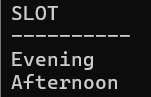 SLOT
----------
Evening
Afternoon